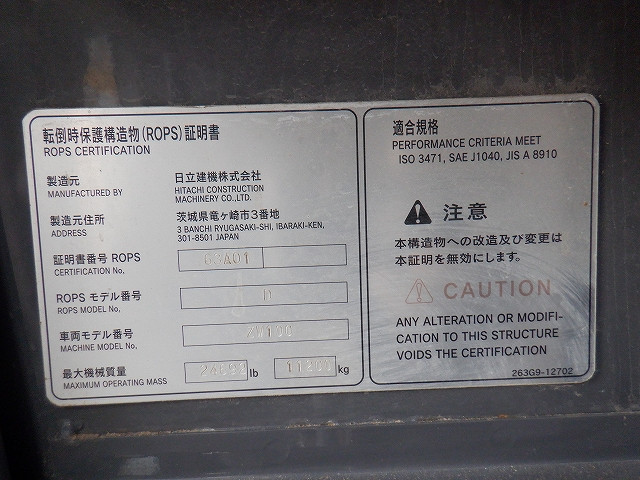 転倒時保護構造物(ROPS)証明書
ROPS CERTIFICATION
製造元
MANUFACTURED BY
日立建機株式会社
HITACHI CONSTRUCTION
MACHINERY CO.,LTD.
製造元住所
ADDRESS
茨城県竜ヶ崎市3番地
3 BANCHI RYUGASAKI-SHI, IBARAKI-KEN,
301-8501 JAPAN
証明書番号 ROPS
CERTIFICATION No.
ROPS モデル番号
ROPS MODEL No.
D
車両モデル番号
MACHINE MODEL No.
ZW100
最大機械質量
MAXIMUM OPERATING MASS
lb
kg
適合規格
PERFORMANCE CRITERIA MEET
ISO 3471, SAE J1040, JIS A 8910
注意
本構造物への改造及び変更は
本証明を無効にします。
CAUTION
ANY ALTERATION OR MODIFI-
CATION TO THIS STRUCTURE
VOIDS THE CERTIFICATION
263G9-12702